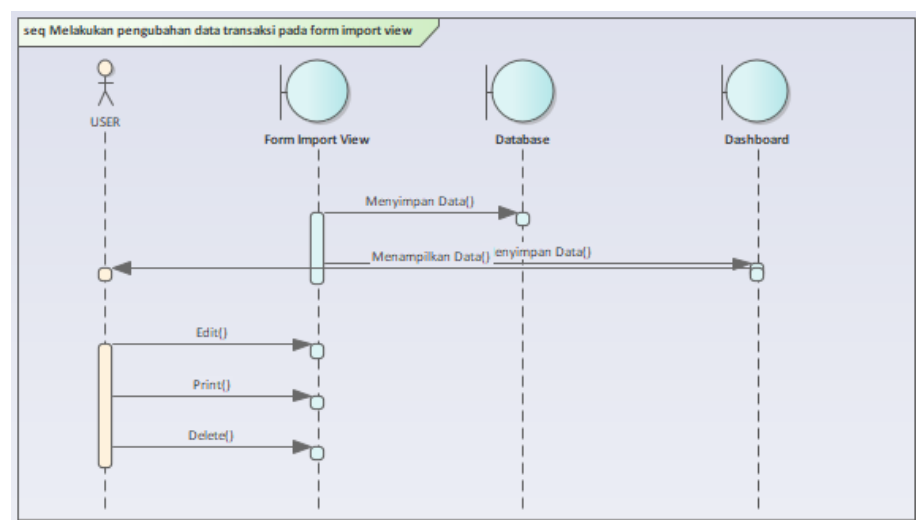 seq Melakukan pengubahan data transaksi pada form import view
USER
Form Import View
Database
Dashboard
Menyimpan Data()
Menampilkan Data()
enyimpan Data()
Edit()
Print()
Delete()